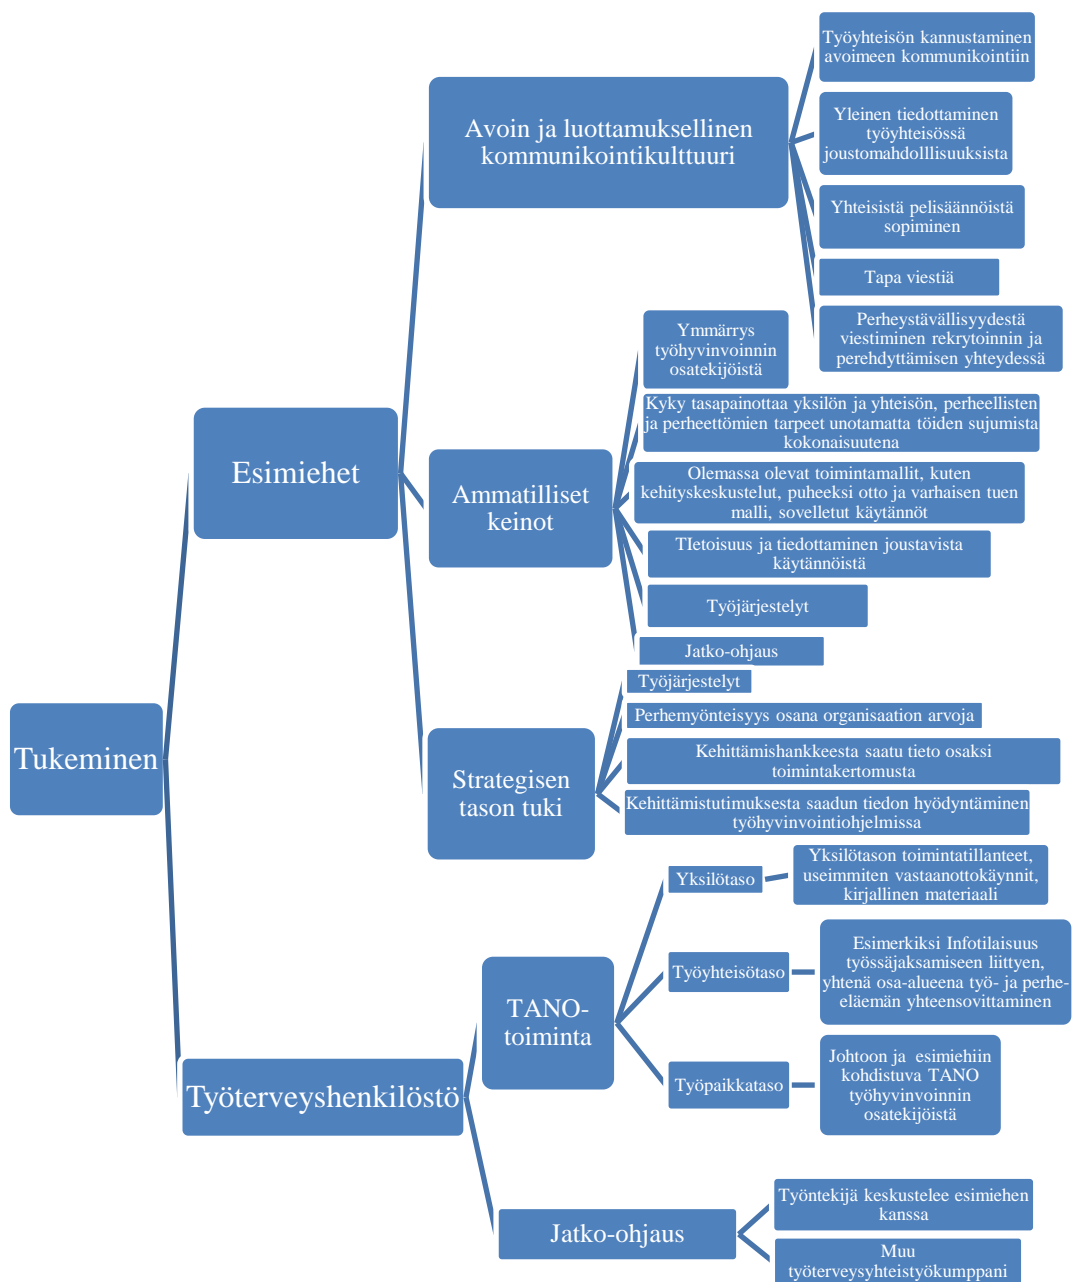 Tukeminen
Esimiehet
Avoin ja luottamuksellinen
kommunikointikulttuuri
Työyhteisön kannustaminen
avoimeen kommunikointiin
Yleinen tiedottaminen
työyhteisössä
joustomahdolllisuuksista
Yhteisistä pelisäännöistä
sopiminen
Tapa viestiä
Perheystävällisyydestä
viestiminen rekrytoinnin ja
perehdyttämisen yhteydessä
Ammatilliset
keinot
Ymmärrys
työhyvinvoinnin
osatekijöistä
Kyky tasapainottaa yksilön ja yhteisön, perheellisten
ja perheettömien tarpeet unotamatta töiden sujumista
kokonaisuutena
Olemassa olevat toimintamallit, kuten
kehityskeskustelut, puheeksi otto ja varhaisen tuen
malli, sovelletut käytännöt
TIetoisuus ja tiedottaminen joustavista
käytännöistä
Työjärjestelyt
Jatko-ohjaus
Strategisen
tason tuki
Työjärjestelyt
Perhemyönteisyys osana organisaation arvoja
Kehittämishankkeesta saatu tieto osaksi
toimintakertomusta
Kehittämistutimuksesta saadun tiedon hyödyntäminen
työhyvinvointiohjelmissa
Työterveyshenkilöstö
TANO-
toiminta
Yksilötaso
Yksilötason toimintatillanteet,
useimmiten vastaanottokäynnit,
kirjallinen materiaali
Työyhteisötaso
Esimerkiksi Infotilaisuus
työssäjaksamiseen liittyen,
yhtenä osa-alueena työ- ja perhe-
eläemän yhteensovittaminen
Työpaikkataso
Johtoon ja esimiehiin
kohdistuva TANO
työhyvinvoinnin
osatekijöistä
Jatko-ohjaus
Työntekijä keskustelee esimiehen
kanssa
Muu
työterveysyhteistyökumppani